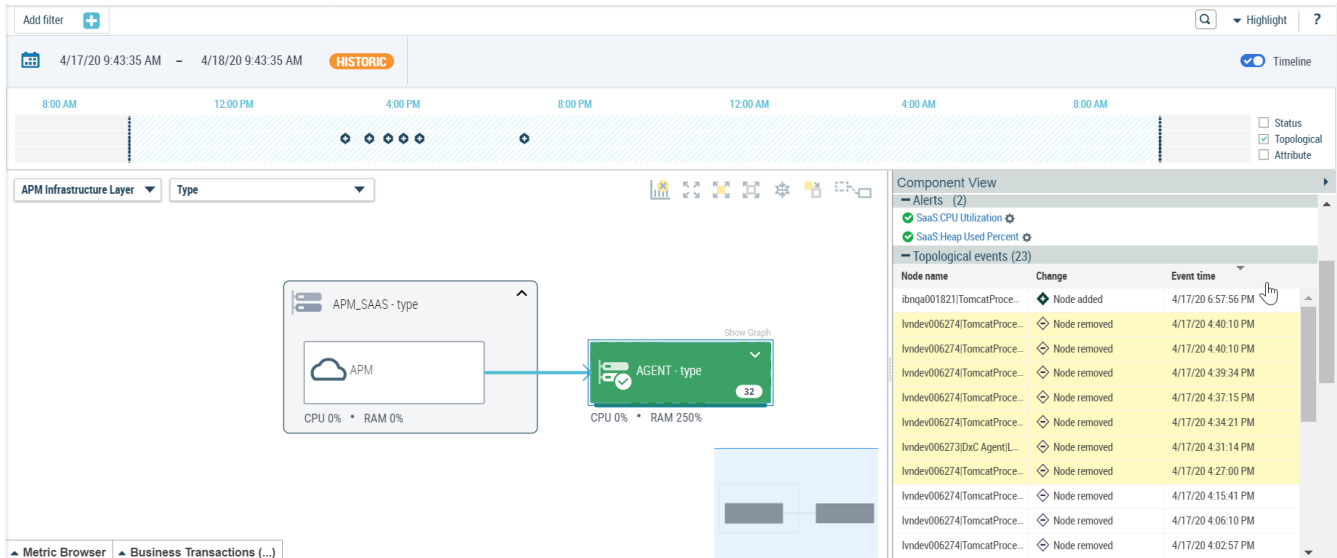 Add filter
Highlight ?
4/17/20 9:43:35 AM – 4/18/20 9:43:35 AM HISTORIC
Timeline
8:00 AM 12:00 PM 4:00 PM 8:00 PM 12:00 AM 4:00 AM 8:00 AM
Status
Topological
Attribute
APM Infrastructure Layer Type
APM_SAAS - type
APM
CPU 0% * RAM 0%
Show Graph
AGENT - type
32
CPU 0% * RAM 250%
Component View
Alerts (2)
SaaS:CPU Utilization
SaaS:Heap Used Percent
Topological events (23)
Node name Change Event time
ibnqa001821|TomcatProce... Node added 4/17/20 6:57:56 PM
lvndev006274|TomcatProce... Node removed 4/17/20 4:40:10 PM
lvndev006274|TomcatProce... Node removed 4/17/20 4:40:10 PM
lvndev006274|TomcatProce... Node removed 4/17/20 4:39:34 PM
lvndev006274|TomcatProce... Node removed 4/17/20 4:37:15 PM
lvndev006274|TomcatProce... Node removed 4/17/20 4:34:21 PM
lvndev006273|DxC Agent|L... Node removed 4/17/20 4:31:14 PM
lvndev006274|TomcatProce... Node removed 4/17/20 4:27:00 PM
lvndev006274|TomcatProce... Node removed 4/17/20 4:15:41 PM
lvndev006274|TomcatProce... Node removed 4/17/20 4:06:10 PM
lvndev006274|TomcatProce... Node removed 4/17/20 4:02:57 PM
Metric Browser Business Transactions (...)